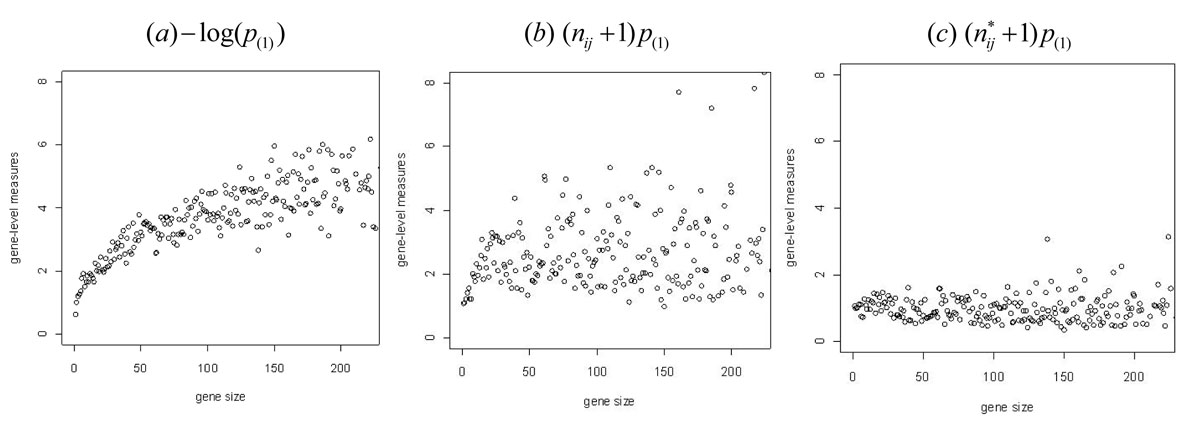 (a) −log(p(1))
8
6
4
2
0
gene-level measures
0 50 100 150 200
gene size
(b) (nij +1)p(1)
8
6
4
2
0
gene-level measures
0 50 100 150 200
gene size
(c) (n*ij +1)p(1)
8
6
4
2
0
gene-level measures
0 50 100 150 200
gene size